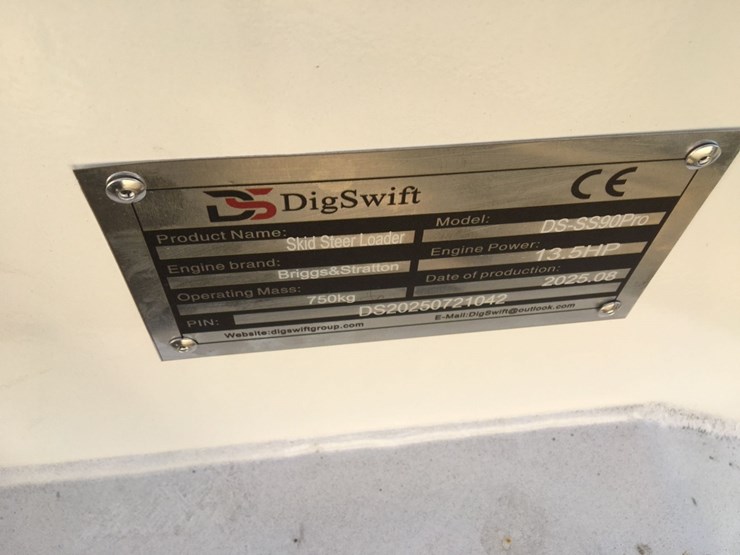 DS DigSwift CE
Product Name: Skid Steer Loader Model: DS-SS90Pro
Engine brand: Briggs&Stratton Engine Power: 13.5HP
Operating Mass: 750kg Date of production: 2025.08
PIN: DS20250721042
Website:digswiftgroup.com E-Mail:DigSwift@outlook.com